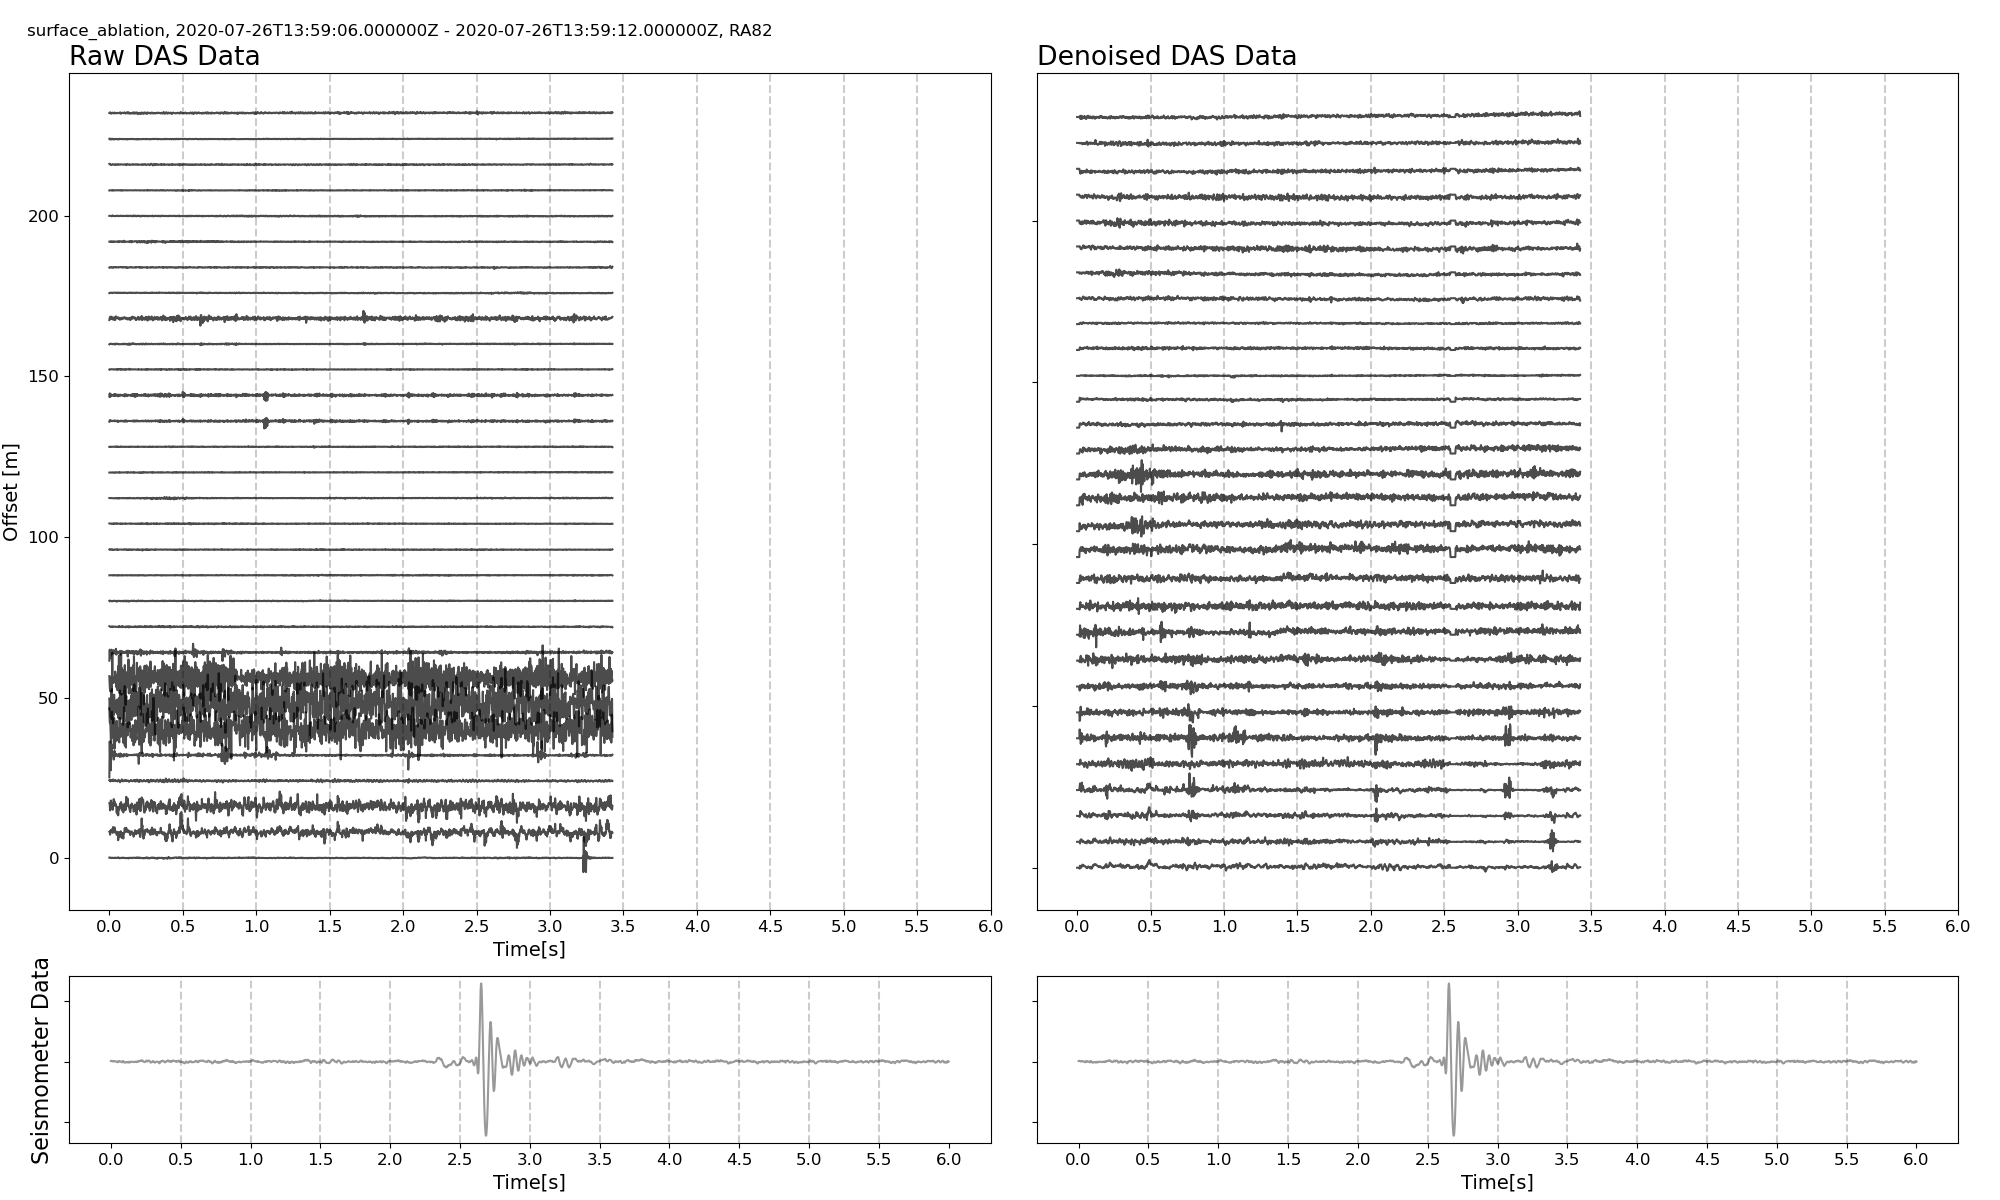 surface_ablation, 2020-07-26T13:59:06.000000Z - 2020-07-26T13:59:12.000000Z, RA82
Raw DAS Data
Offset [m]
200
150
100
50
0
0.0 0.5 1.0 1.5 2.0 2.5 3.0 3.5 4.0 4.5 5.0 5.5 6.0
Time[s]
Denoised DAS Data
0.0 0.5 1.0 1.5 2.0 2.5 3.0 3.5 4.0 4.5 5.0 5.5 6.0
Seismometer Data
0.0 0.5 1.0 1.5 2.0 2.5 3.0 3.5 4.0 4.5 5.0 5.5 6.0
Time[s]
0.0 0.5 1.0 1.5 2.0 2.5 3.0 3.5 4.0 4.5 5.0 5.5 6.0
Time[s]